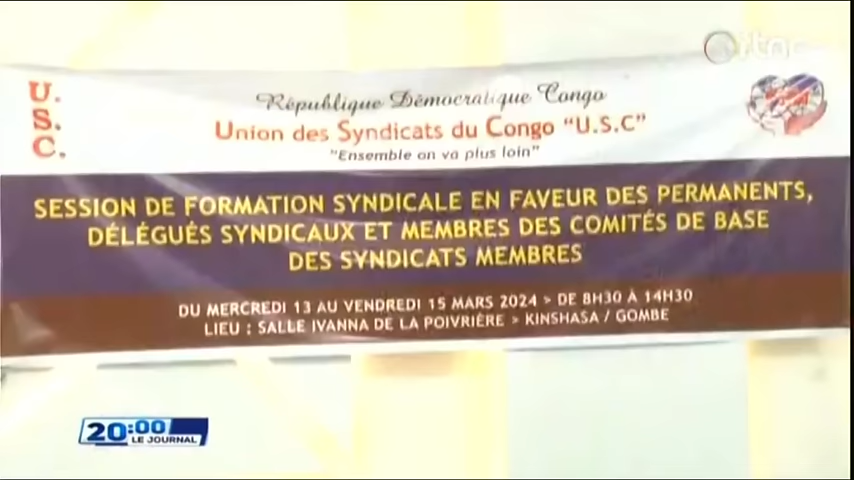 rtnc
U.
S.
C.
République Démocratique Congo
Union des Syndicats du Congo "U.S.C"
"Ensemble on va plus loin"
SESSION DE FORMATION SYNDICALE EN FAVEUR DES PERMANENTS,
DÉLÉGUÉS SYNDICAUX ET MEMBRES DES COMITÉS DE BASE
DES SYNDICATS MEMBRES
DU MERCREDI 13 AU VENDREDI 15 MARS 2024 > DE 8H30 À 14H30
LIEU : SALLE IVANNA DE LA POIVRIÈRE > KINSHASA / GOMBE
20:00
LE JOURNAL